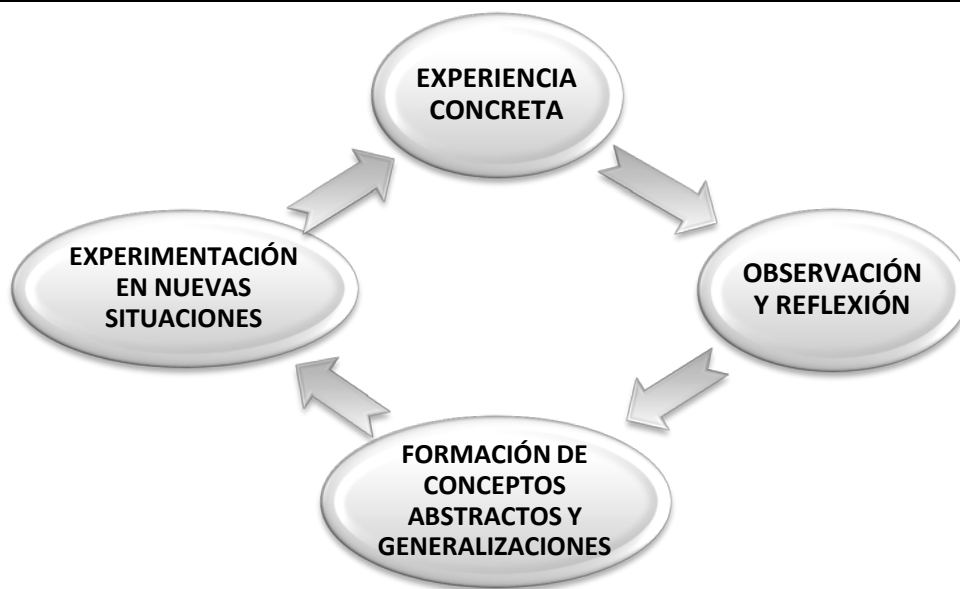 EXPERIENCIA
CONCRETA
OBSERVACIÓN
Y REFLEXIÓN
FORMACIÓN DE
CONCEPTOS
ABSTRACTOS Y
GENERALIZACIONES
EXPERIMENTACIÓN
EN NUEVAS
SITUACIONES